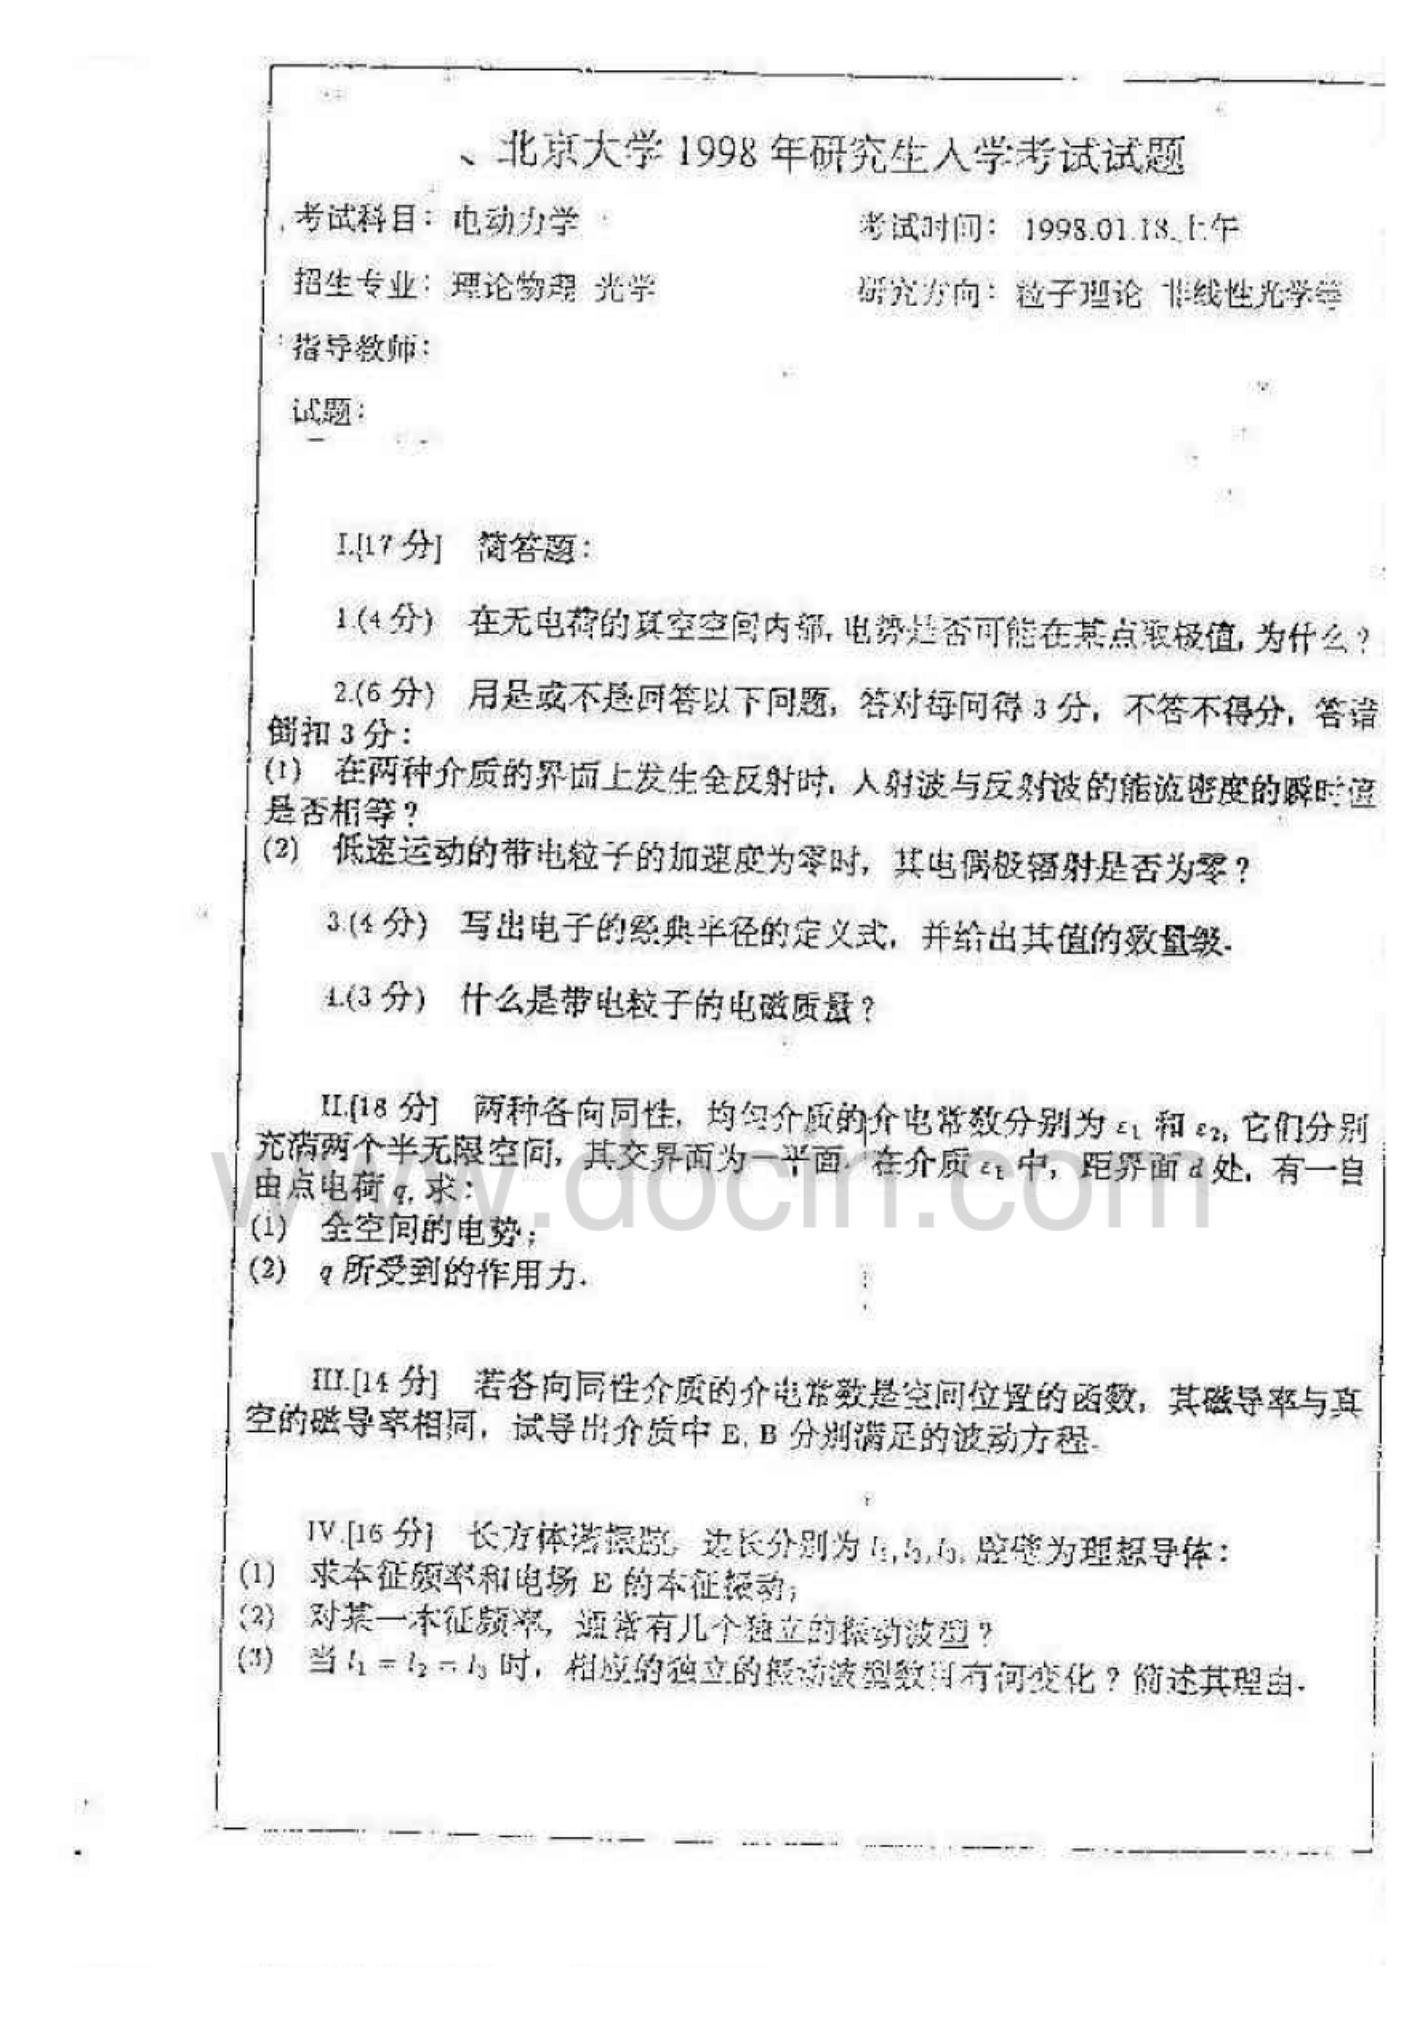 、北京大学 1998 年研究生入学考试试题
考试科目: 电动力学 考试时间: 1998.01.18.上午
招生专业: 理论物理 光学 研究方向: 粒子理论 非线性光学等
指导教师:
试题:
I.[17 分] 简答题:
1.(4 分) 在无电荷的真空空间内部, 电势是否可能在某点取极值, 为什么?
2.(6 分) 用是或不是回答以下问题, 答对每问得 3 分, 不答不得分, 答错
倒扣 3 分:
(1) 在两种介质的界面上发生全反射时, 入射波与反射波的能流密度的瞬时值
是否相等?
(2) 低速运动的带电粒子的加速度为零时, 其电偶极辐射是否为零?
3.(4 分) 写出电子的经典半径的定义式, 并给出其值的数量级.
4.(3 分) 什么是带电粒子的电磁质量?
II.[18 分] 两种各向同性, 均匀介质的介电常数分别为 ε₁ 和 ε₂, 它们分别
充满两个半无限空间, 其交界面为一平面. 在介质 ε₁ 中, 距界面 d 处, 有一自
由点电荷 q, 求:
www.docin.com
(1) 全空间的电势;
(2) q 所受到的作用力.
III.[14 分] 若各向同性介质的介电常数是空间位置的函数, 其磁导率与真
空的磁导率相同, 试导出介质中 E, B 分别满足的波动方程.
IV.[16 分] 长方体谐振腔, 边长分别为 l₁, l₂, l₃, 腔壁为理想导体:
(1) 求本征频率和电场 E 的本征振动;
(2) 对某一本征频率, 通常有几个独立的振动波型?
(3) 当 l₁ = l₂ = l₃ 时, 相应的独立的振动波型数目有何变化? 简述其理由.